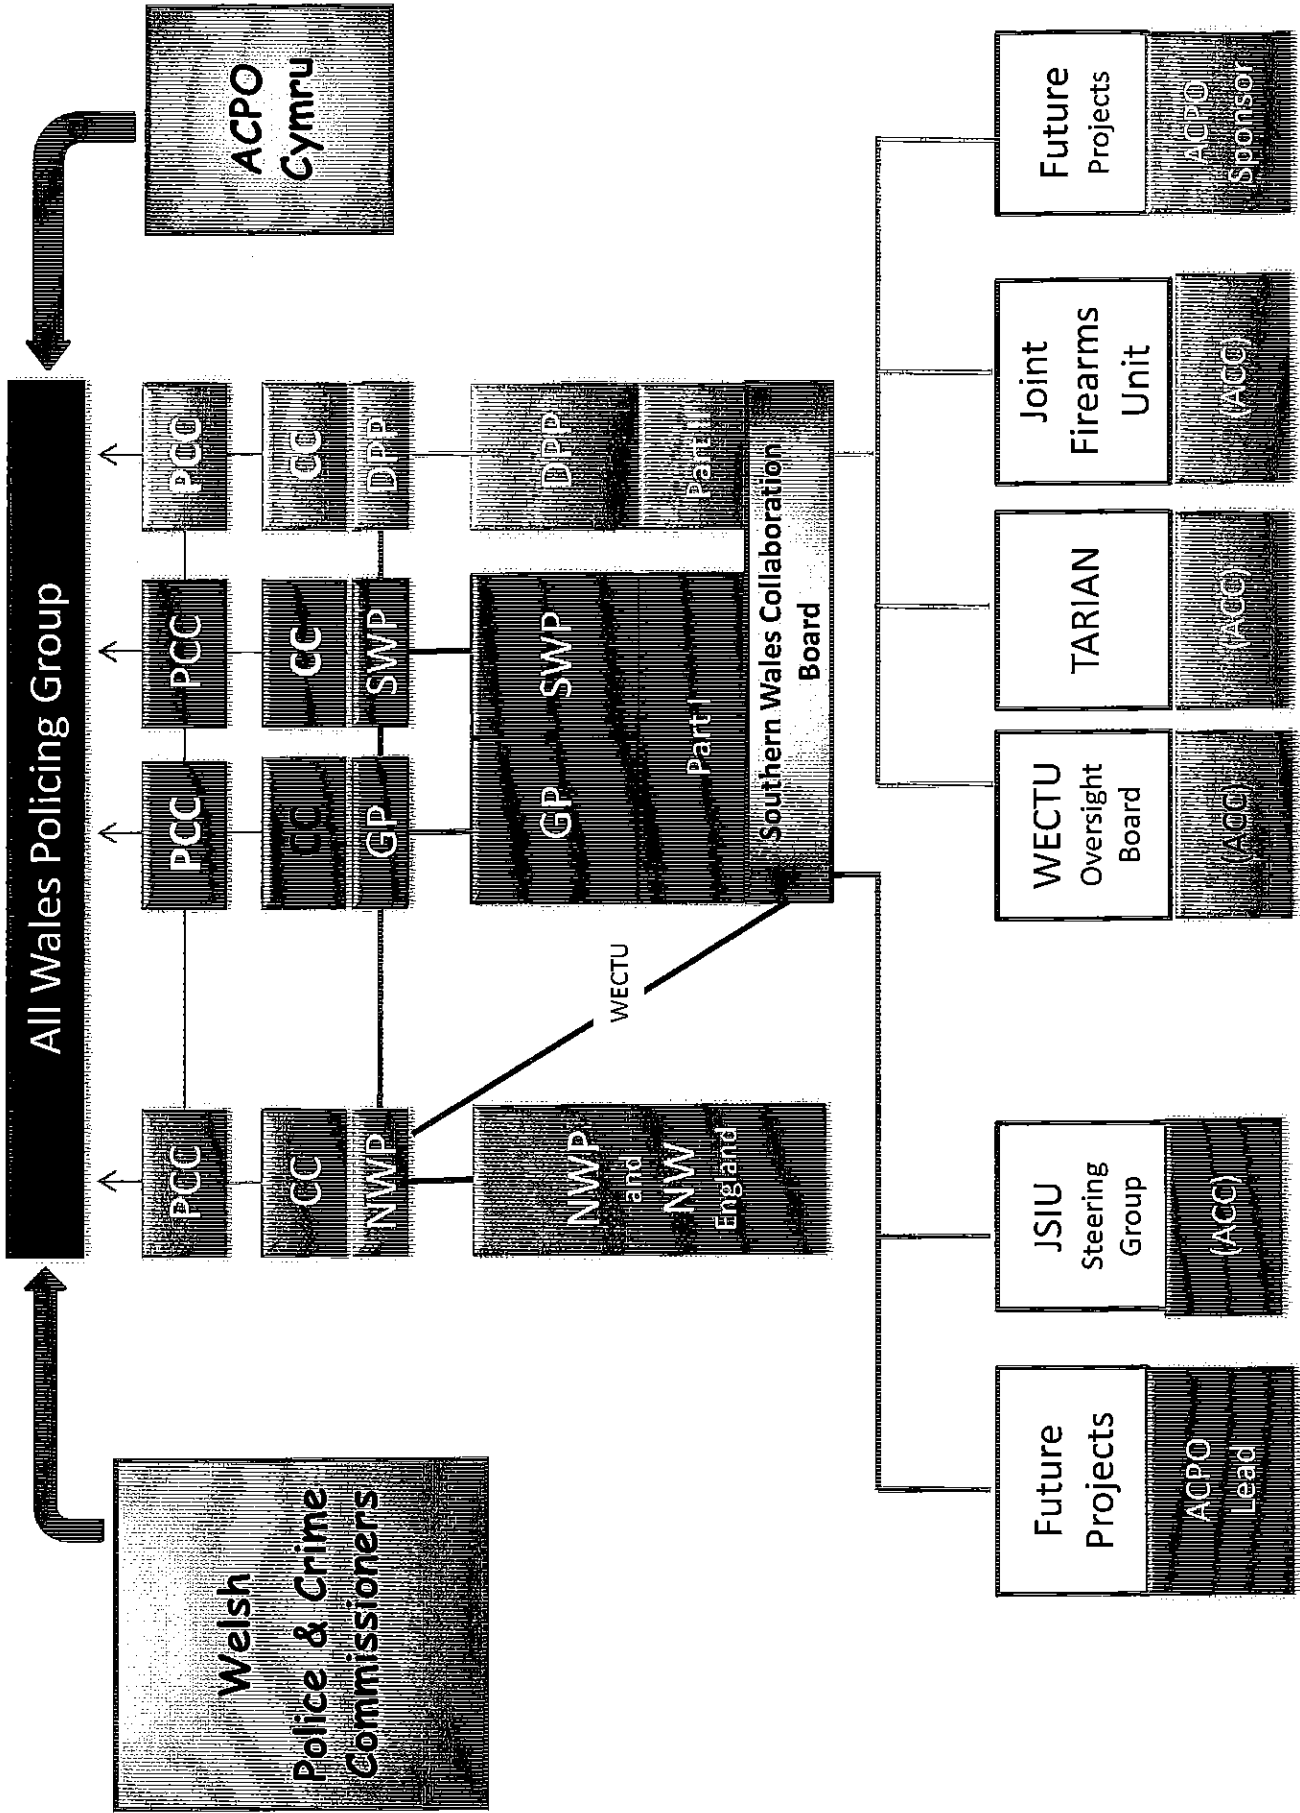 All Wales Policing Group
Welsh
Police & Crime
Commissioners
PCC
PCC
PCC
PCC
ACPO
Cymru
CC
CC
CC
CC
NWP
GP
SWP
DPP
NWP
and
NW
England
GP
SWP
Part I
DPP
Part II
WECTU
Southern Wales Collaboration
Board
Future
Projects
ACPO
Lead
JSIU
Steering
Group
(ACC)
WECTU
Oversight
Board
(ACC)
TARIAN
(ACC)
Joint
Firearms
Unit
(ACC)
Future
Projects
ACPO
Sponsor